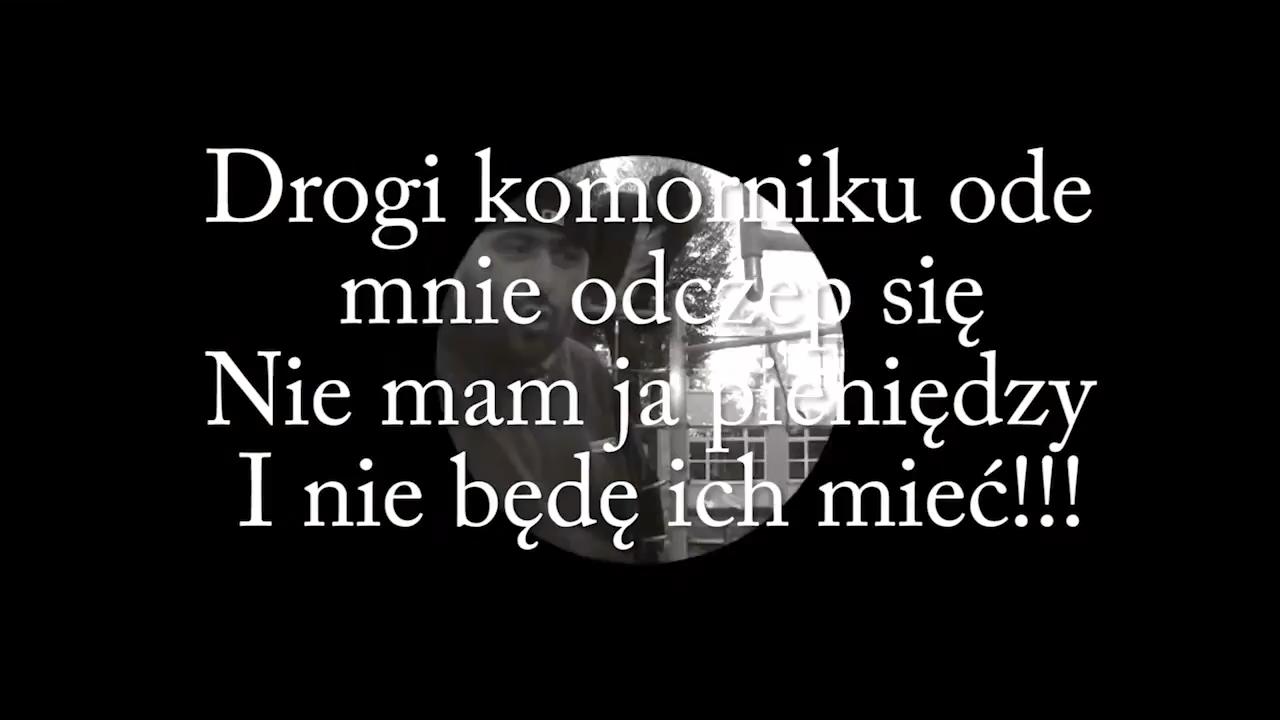 Drogi komorniku ode
mnie odczep się
Nie mam ja pieniędzy
I nie będę ich mieć!!!